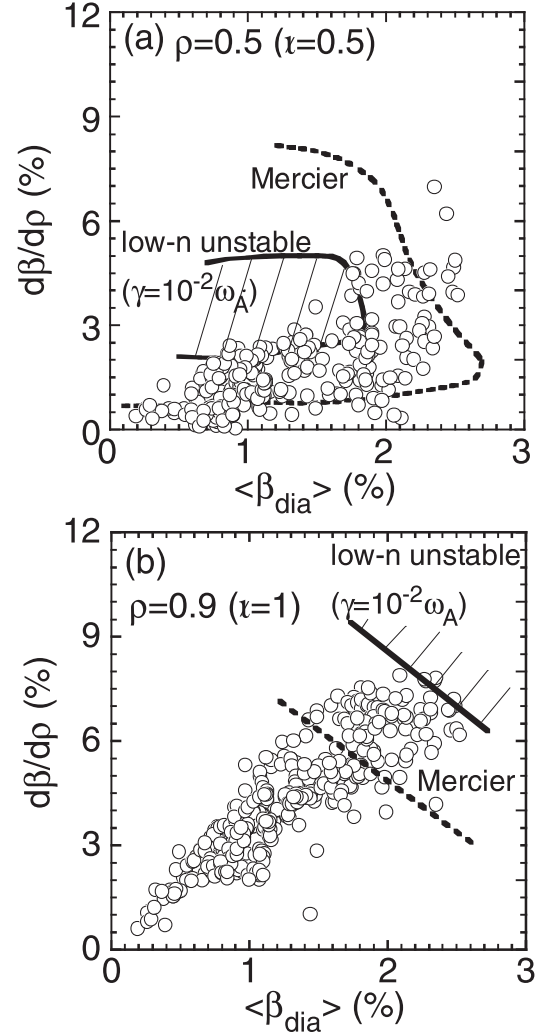 12
(a) ρ=0.5 (ι=0.5)
9
Mercier
dβ/dρ (%)
6
low-n unstable
(γ=10⁻²ω_A)
3
0
1
2
3
<β_dia> (%)
12
(b)
low-n unstable
ρ=0.9 (ι=1)
(γ=10⁻²ω_A)
9
dβ/dρ (%)
6
Mercier
3
0
0
1
2
3
<β_dia> (%)